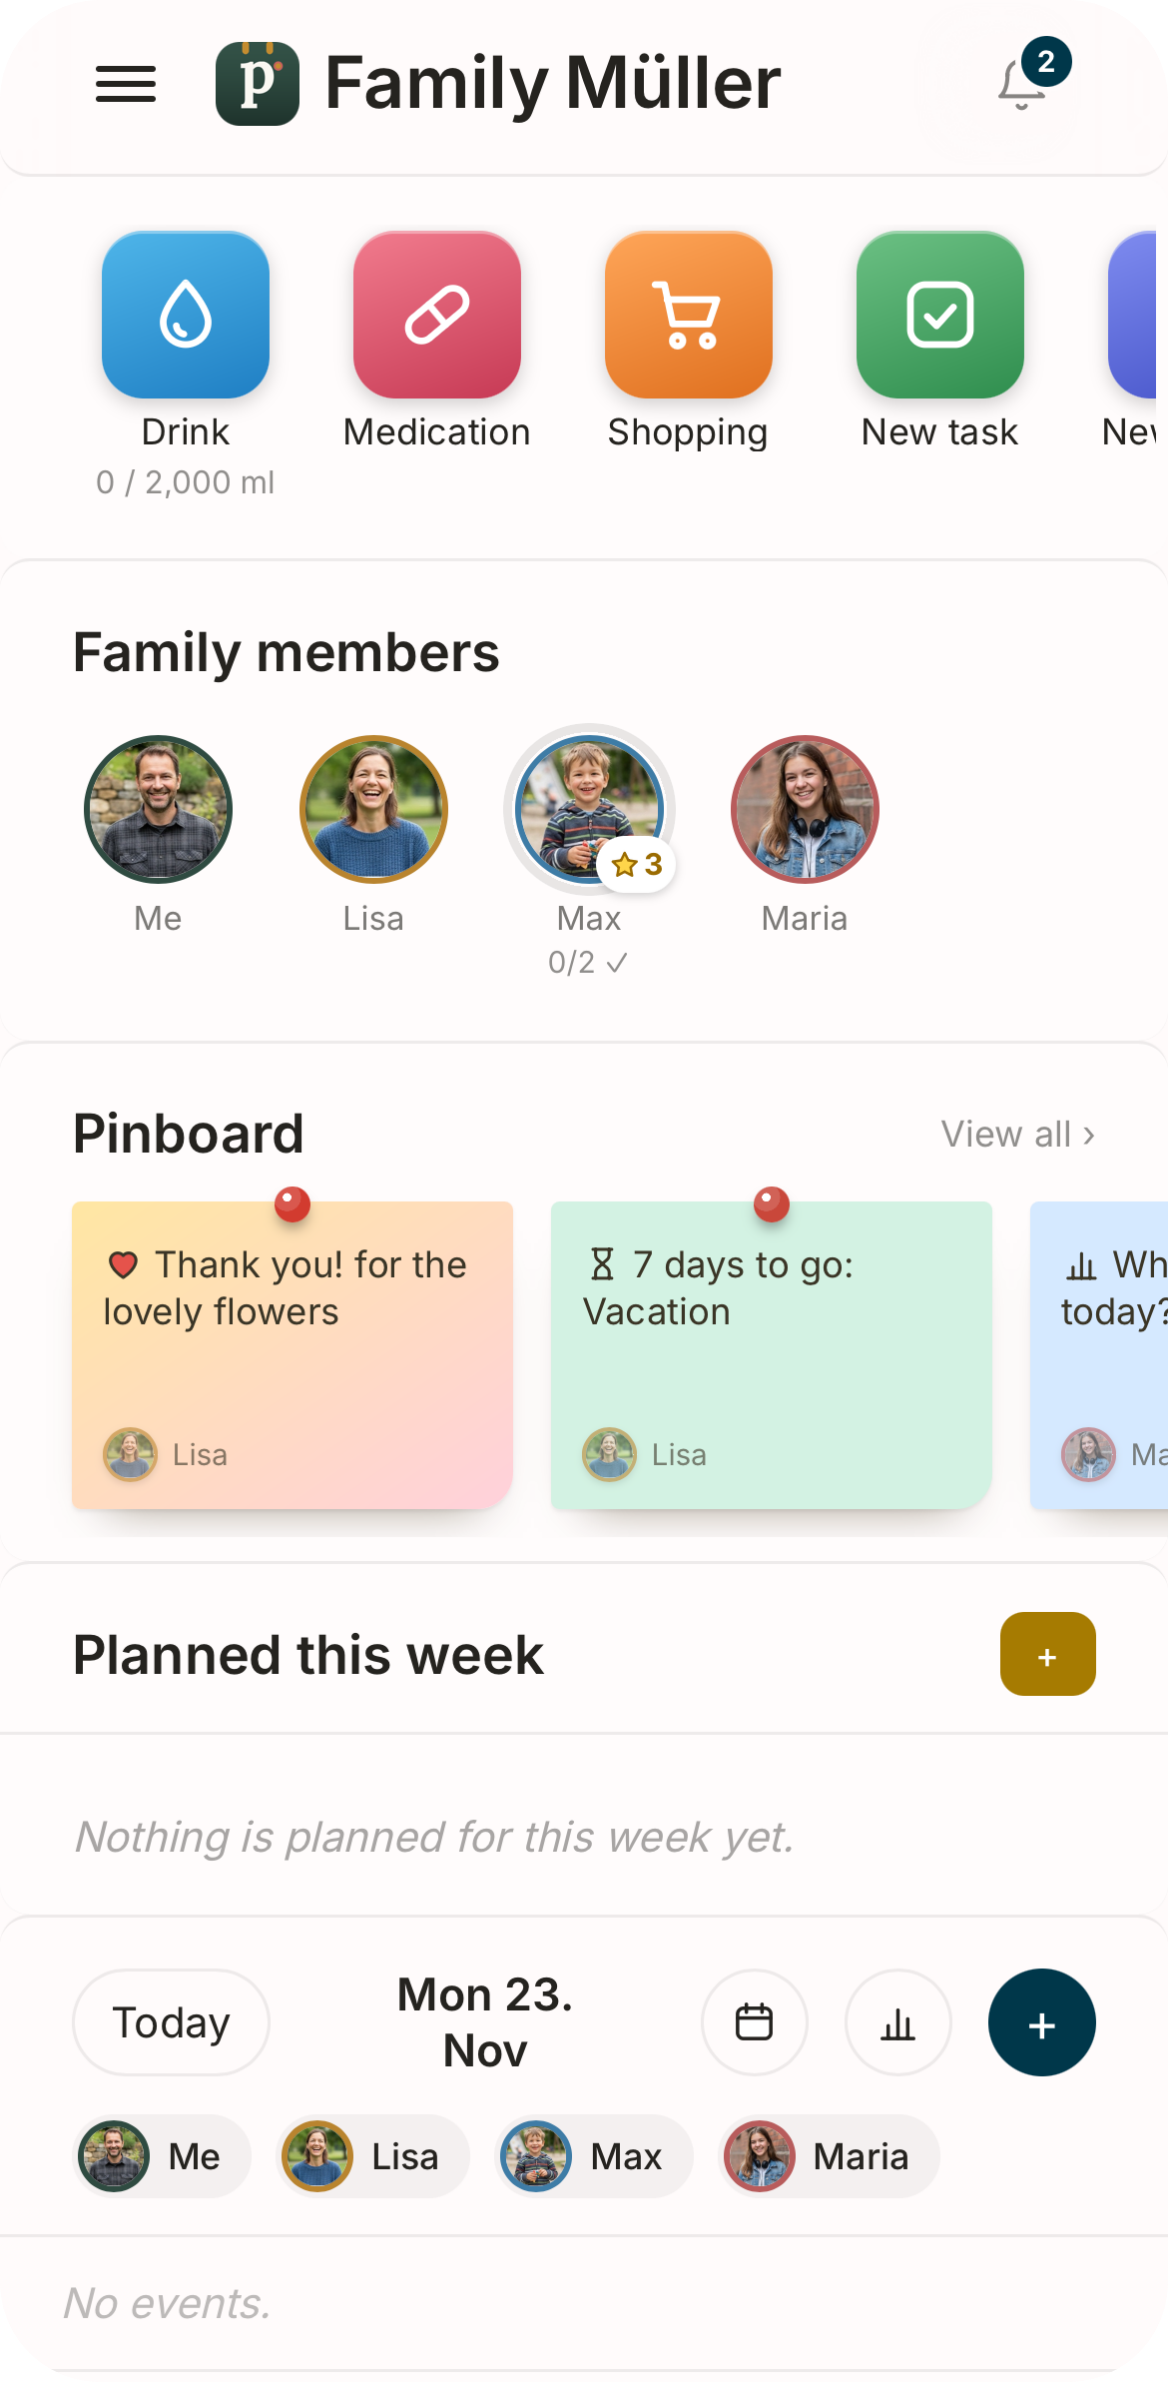 p
Family Müller
2
Drink
Medication
Shopping
New task
0 / 2,000 ml
Family members
3
Me
Lisa
Max
Maria
0/2 ✓
Pinboard
View all ›
Thank you! for the
lovely flowers
Lisa
7 days to go:
Vacation
Lisa
today?
Planned this week
+
Nothing is planned for this week yet.
Today
Mon 23.
Nov
+
Me
Lisa
Max
Maria
No events.